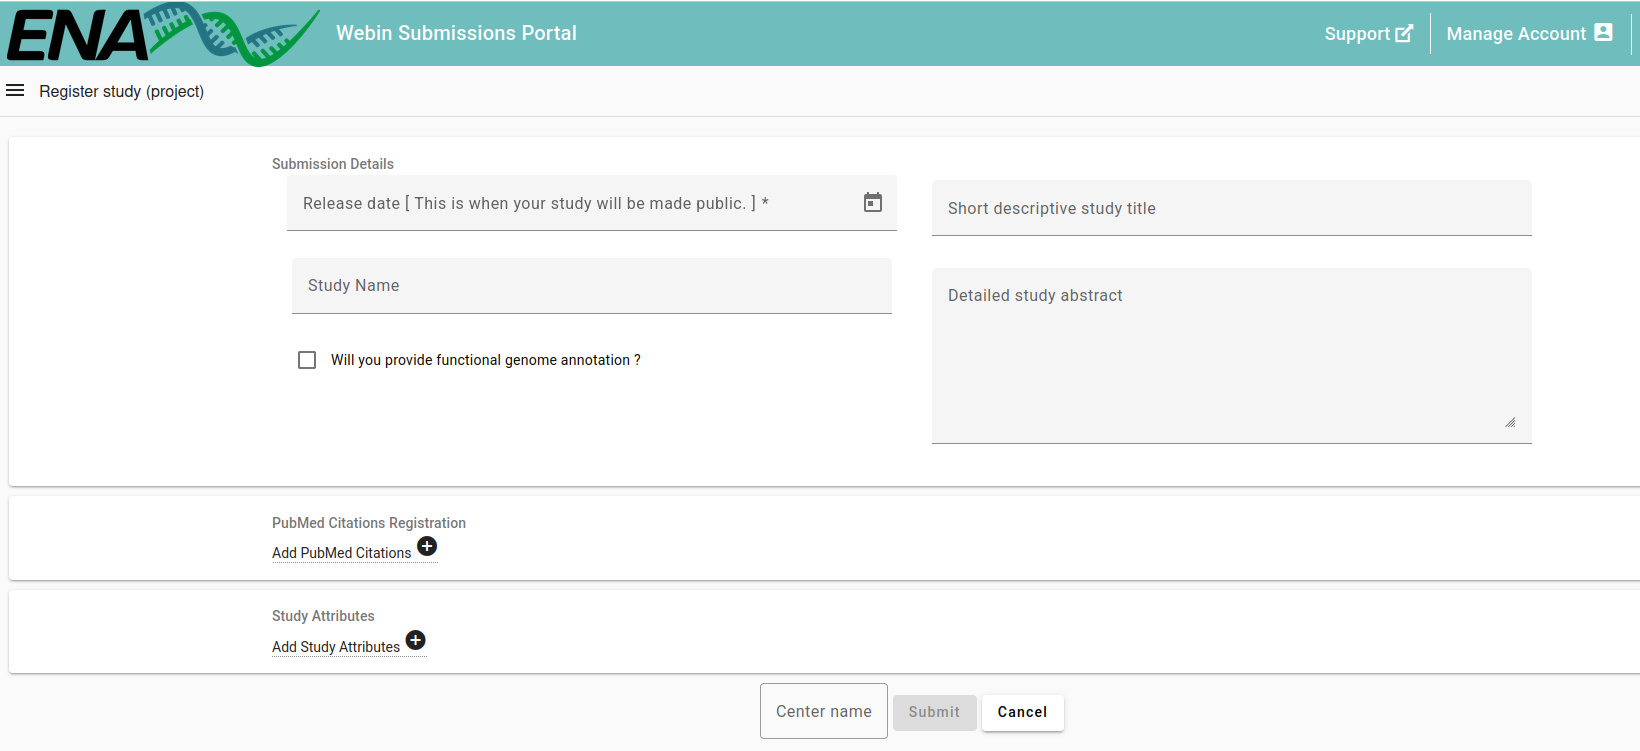 ENA
Webin Submissions Portal
Support
Manage Account
Register study (project)
Submission Details
Release date [ This is when your study will be made public. ] *
Short descriptive study title
Study Name
Detailed study abstract
Will you provide functional genome annotation ?
PubMed Citations Registration
Add PubMed Citations
Study Attributes
Add Study Attributes
Center name
Submit
Cancel